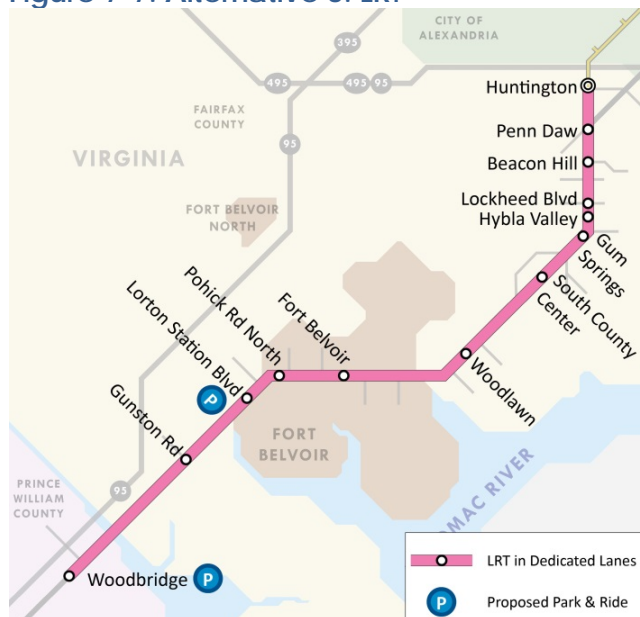 CITY OF
ALEXANDRIA
395
495
495
95
Huntington
FAIRFAX
COUNTY
Penn Daw
95
VIRGINIA
Beacon Hill
FORT BELVOIR
NORTH
Lockheed Blvd
Hybla Valley
Gum
Springs
South County
Center
Pohick Rd North
Fort Belvoir
Lorton Station Blvd
Woodlawn
P
Gunston Rd
FORT
BELVOIR
PRINCE
WILLIAM
COUNTY
95
OMAC RIVER
Woodbridge
P
LRT in Dedicated Lanes
P
Proposed Park & Ride